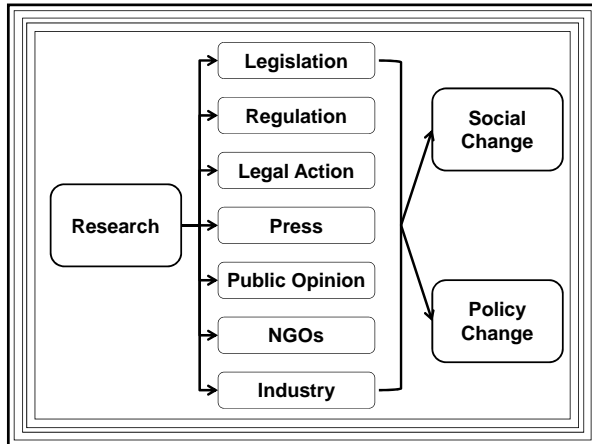 Research
Legislation
Regulation
Legal Action
Press
Public Opinion
NGOs
Industry
Social
Change
Policy
Change